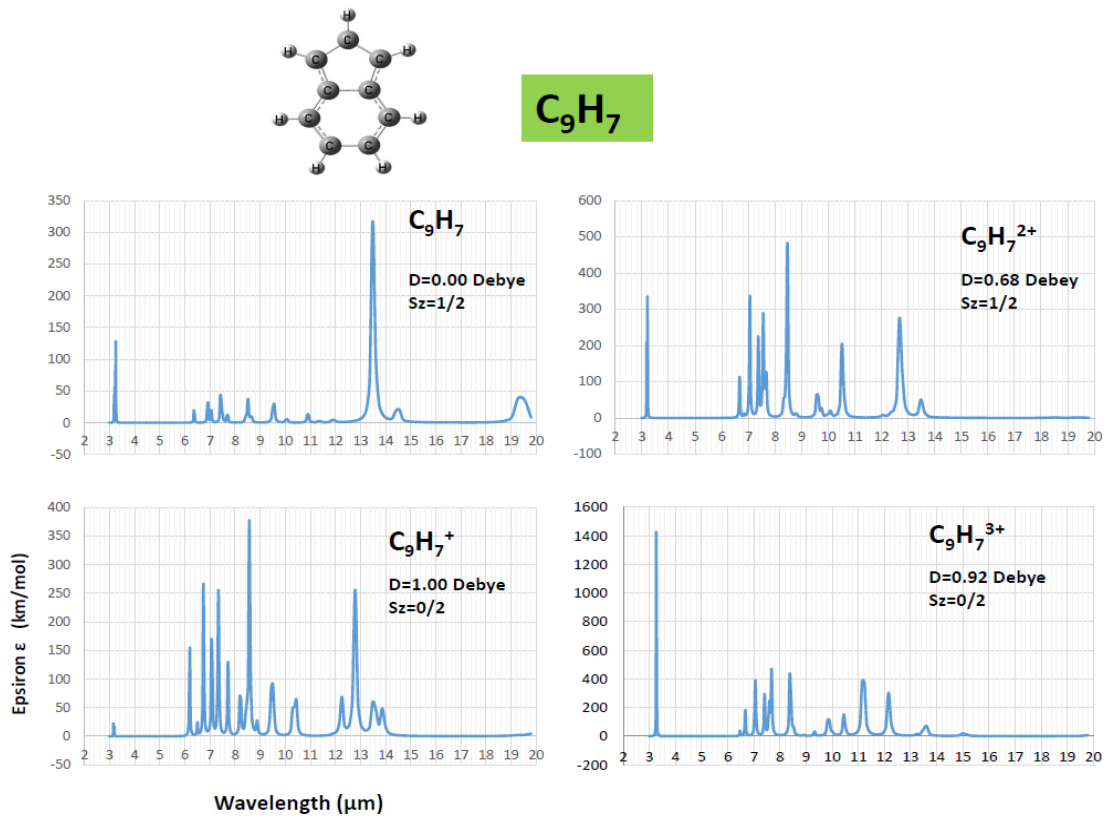 H
H C H
C C
C C
H C C H
C C
H H
C₉H₇
350
300
250
200
150
100
50
0
-50
2 3 4 5 6 7 8 9 10 11 12 13 14 15 16 17 18 19 20
C₉H₇
D=0.00 Debye
Sz=1/2
600
500
400
300
200
100
0
-100
2 3 4 5 6 7 8 9 10 11 12 13 14 15 16 17 18 19 20
C₉H₇²⁺
D=0.68 Debey
Sz=1/2
400
350
300
250
200
150
100
50
0
-50
2 3 4 5 6 7 8 9 10 11 12 13 14 15 16 17 18 19 20
C₉H₇⁺
D=1.00 Debye
Sz=0/2
Epsiron ε (km/mol)
Wavelength (μm)
1600
1400
1200
1000
800
600
400
200
0
-200
2 3 4 5 6 7 8 9 10 11 12 13 14 15 16 17 18 19 20
C₉H₇³⁺
D=0.92 Debye
Sz=0/2